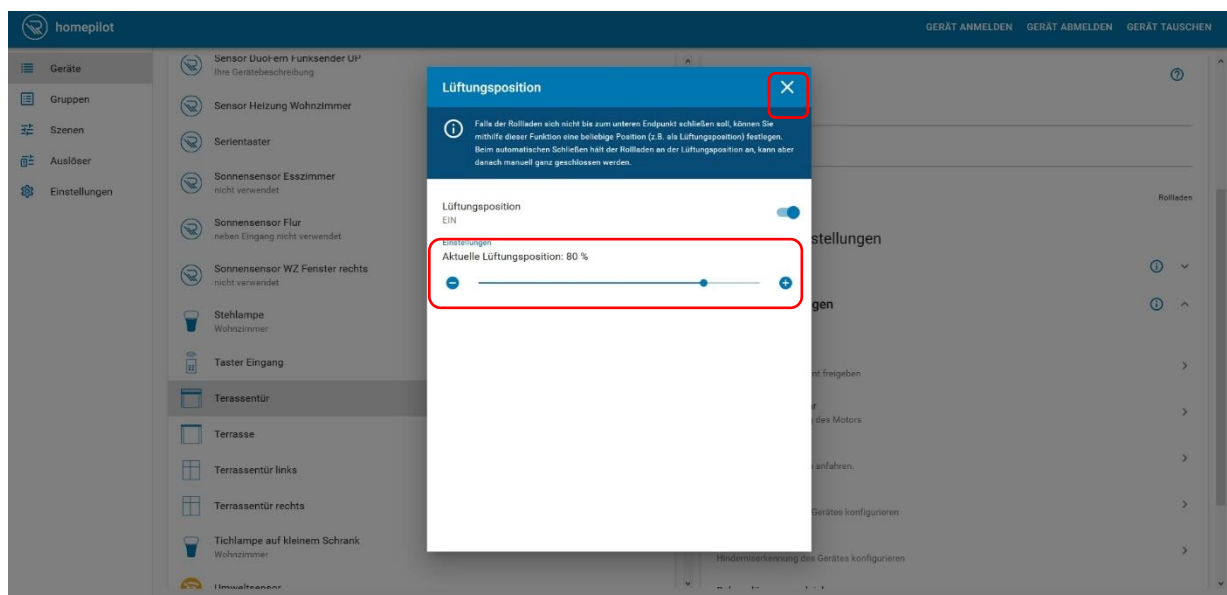 homepilot
GERÄT ANMELDEN
GERÄT ABMELDEN
GERÄT TAUSCHEN
Geräte
Gruppen
Szenen
Auslöser
Einstellungen
Sensor DuoFern Funksender UP
Ihre Gerätebeschreibung
Sensor Heizung Wohnzimmer
Serientaster
Sonnensensor Esszimmer
nicht verwendet
Sonnensensor Flur
neben Eingang nicht verwendet
Sonnensensor WZ Fenster rechts
nicht verwendet
Stehlampe
Wohnzimmer
Taster Eingang
Terassentür
Terrasse
Terrassentür links
Terrassentür rechts
Tichlampe auf kleinem Schrank
Wohnzimmer
Umweltsensor
Lüftungsposition
Falls der Rollladen sich nicht bis zum unteren Endpunkt schließen soll, können Sie
mithilfe dieser Funktion eine beliebige Position (z.B. als Lüftungsposition) festlegen.
Beim automatischen Schließen hält der Rollladen an der Lüftungsposition an, kann aber
danach manuell ganz geschlossen werden.
Lüftungsposition
EIN
Einstellungen
Aktuelle Lüftungsposition: 80 %
Rollladen
stellungen
gen
nt freigeben
des Motors
anfahren.
Gerätes konfigurieren
Hinderniserkennung des Gerätes konfigurieren